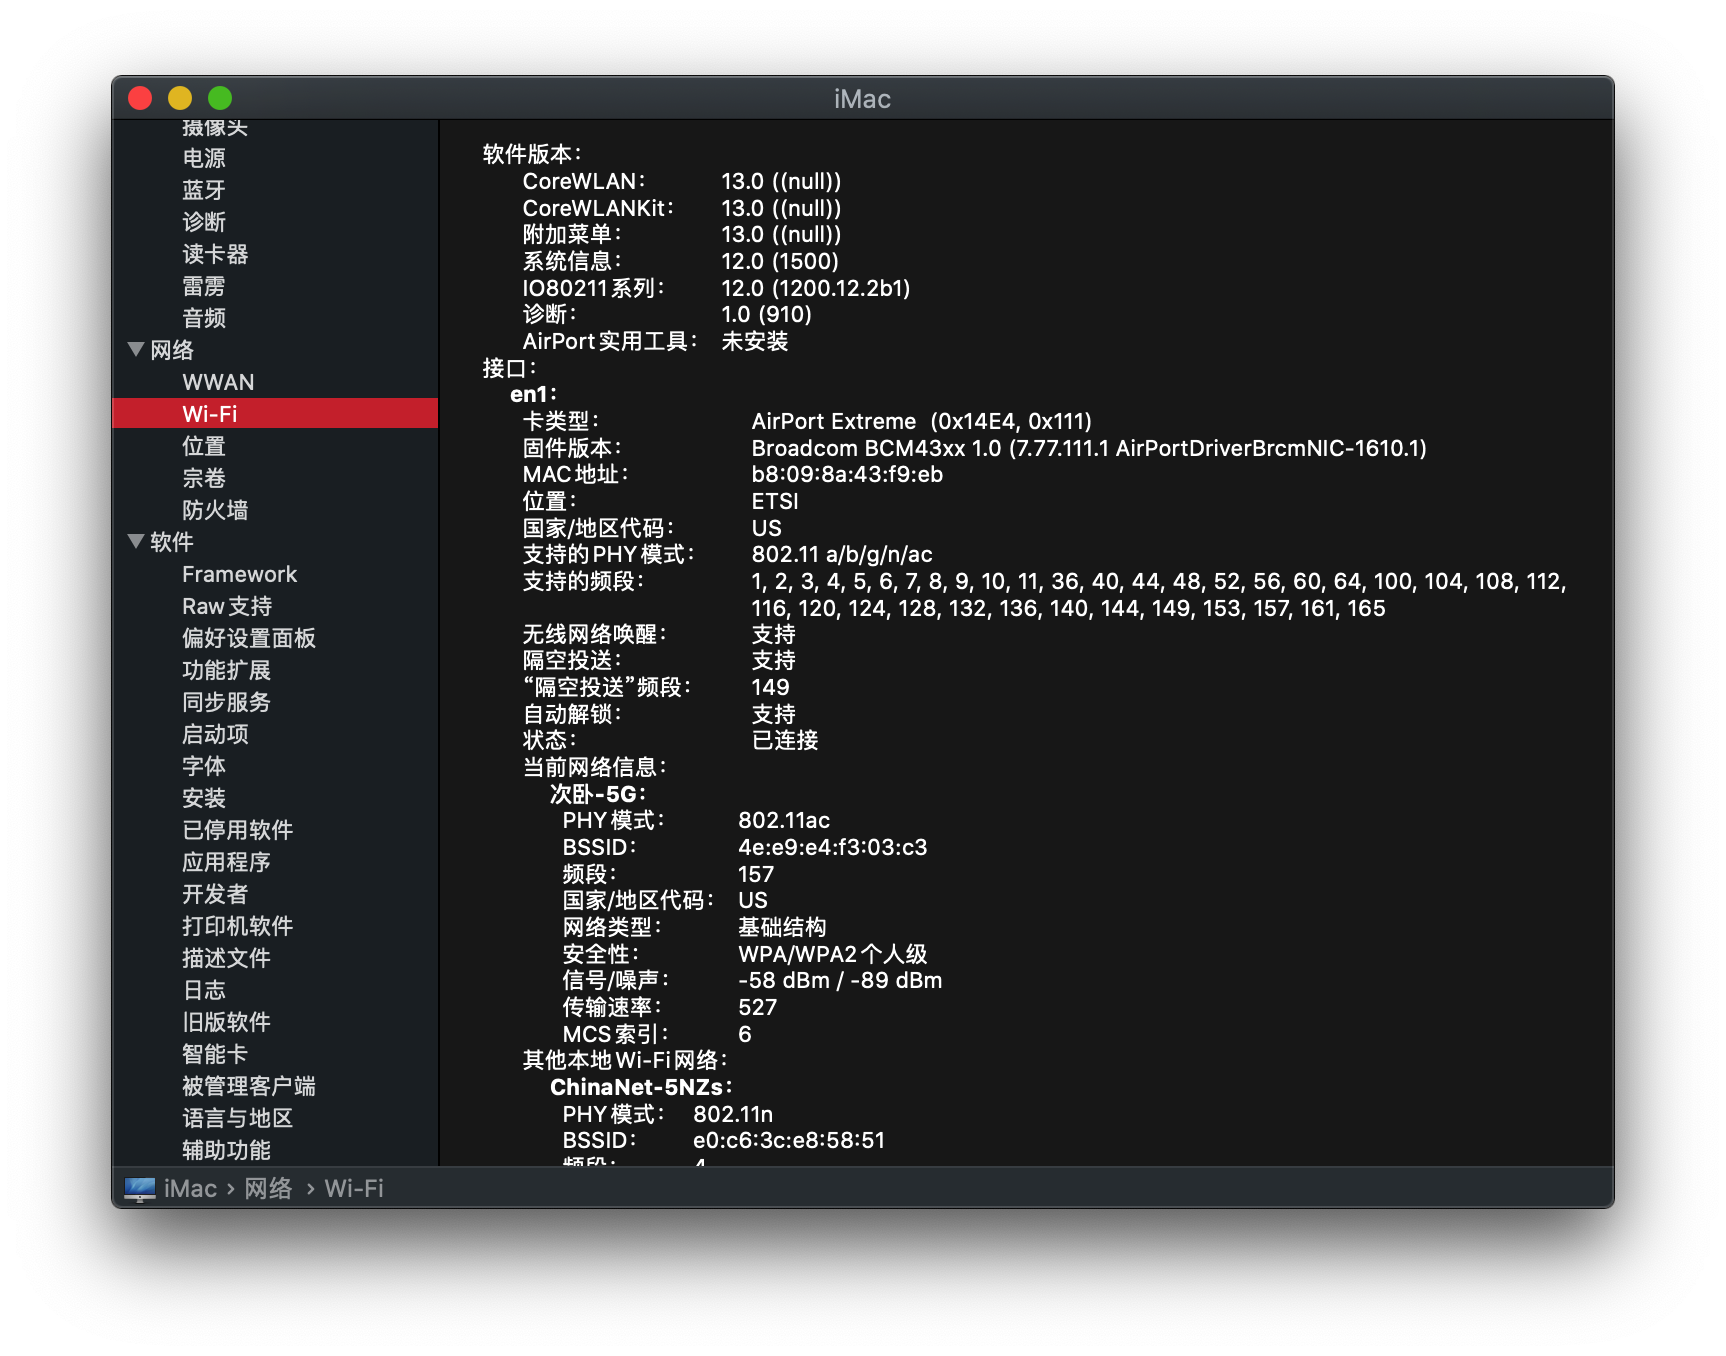 iMac
摄像头
电源
蓝牙
诊断
读卡器
雷雳
音频
网络
WWAN
Wi-Fi
位置
宗卷
防火墙
软件
Framework
Raw 支持
偏好设置面板
功能扩展
同步服务
启动项
字体
安装
已停用软件
应用程序
开发者
打印机软件
描述文件
日志
旧版软件
智能卡
被管理客户端
语言与地区
辅助功能
软件版本：
CoreWLAN： 13.0 ((null))
CoreWLANKit： 13.0 ((null))
附加菜单： 13.0 ((null))
系统信息： 12.0 (1500)
IO80211 系列： 12.0 (1200.12.2b1)
诊断： 1.0 (910)
AirPort 实用工具： 未安装
接口：
en1：
卡类型： AirPort Extreme (0x14E4, 0x111)
固件版本： Broadcom BCM43xx 1.0 (7.77.111.1 AirPortDriverBrcmNIC-1610.1)
MAC 地址： b8:09:8a:43:f9:eb
位置： ETSI
国家/地区代码： US
支持的 PHY 模式： 802.11 a/b/g/n/ac
支持的频段： 1, 2, 3, 4, 5, 6, 7, 8, 9, 10, 11, 36, 40, 44, 48, 52, 56, 60, 64, 100, 104, 108, 112,
116, 120, 124, 128, 132, 136, 140, 144, 149, 153, 157, 161, 165
无线网络唤醒： 支持
隔空投送： 支持
“隔空投送”频段： 149
自动解锁： 支持
状态： 已连接
当前网络信息：
次卧-5G：
PHY 模式： 802.11ac
BSSID： 4e:e9:e4:f3:03:c3
频段： 157
国家/地区代码： US
网络类型： 基础结构
安全性： WPA/WPA2 个人级
信号/噪声： -58 dBm / -89 dBm
传输速率： 527
MCS 索引： 6
其他本地 Wi-Fi 网络：
ChinaNet-5NZs：
PHY 模式： 802.11n
BSSID： e0:c6:3c:e8:58:51
频段： 4
iMac › 网络 › Wi-Fi